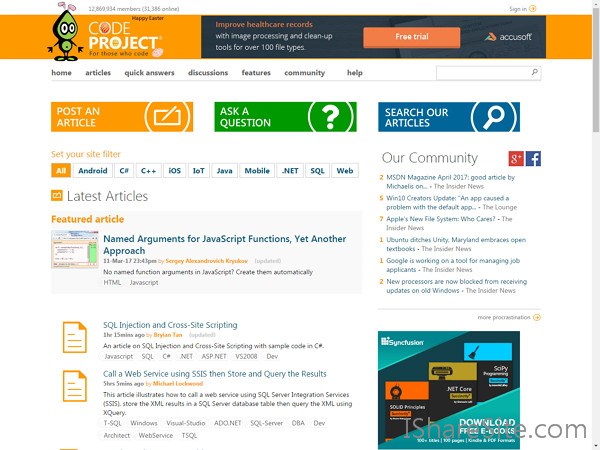 12,869,934 members (31,386 online)
Sign in
Happy Easter
CODE
PROJECT®
For those who code
Improve healthcare records
with image processing and clean-up
tools for over 100 file types.
Free trial
accusoft
home articles quick answers discussions features community help
POST AN
ARTICLE
ASK A
QUESTION
SEARCH OUR
ARTICLES
Set your site filter
All Android C# C++ iOS IoT Java Mobile .NET SQL Web
Latest Articles
Featured article
Named Arguments for JavaScript Functions, Yet Another
Approach
11-Mar-17 23:43pm by Sergey Alexandrovich Kryukov (updated)
No named function arguments in JavaScript? Create them automatically
HTML Javascript
SQL Injection and Cross-Site Scripting
1hr 15mins ago by Bryian Tan (updated)
An article on SQL Injection and Cross-Site Scripting with sample code in C#.
Javascript SQL C# .NET ASP.NET VS2008 Dev
Call a Web Service using SSIS then Store and Query the Results
5hrs 5mins ago by Michael Lockwood
This article illustrates how to call a web service using SQL Server Integration Services
(SSIS), store the XML results in a SQL Server database table then query the XML using
XQuery.
T-SQL Windows Visual-Studio ADO.NET SQL-Server DBA Dev
Architect WebService TSQL
Our Community
g+ f
2 MSDN Magazine April 2017: good article by
Michaelis on... - The Insider News
5 Win10 Creators Update: "An app caused a
problem with the default app... - The Lounge
7 Apple's New File System: Who Cares? - The
Insider News
1 Ubuntu ditches Unity, Maryland embraces open
textbooks - The Insider News
1 Google is working on a tool for managing job
applicants - The Insider News
2 New processors are now blocked from receiving
updates on old Windows - The Insider News
more procrastination
Syncfusion
SciPy
Programming
Succinctly
.NET Core
Succinctly
SOLID Principles
Succinctly
DOWNLOAD
FREE E-BOOKS
100+ titles | 100 pages | Kindle & PDF Formats
ISharesite.com